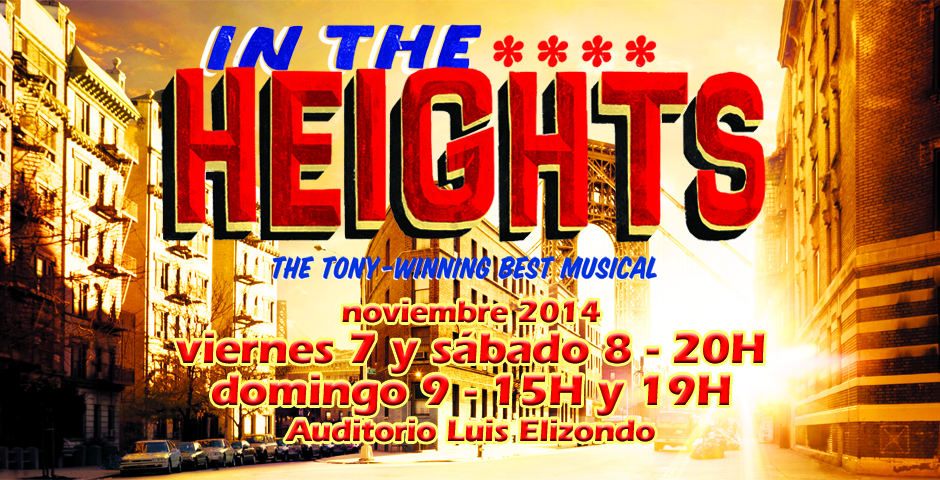 IN THE ****
HEIGHTS
THE TONY-WINNING BEST MUSICAL
noviembre 2014
viernes 7 y sábado 8 - 20H
domingo 9 - 15H y 19H
Auditorio Luis Elizondo